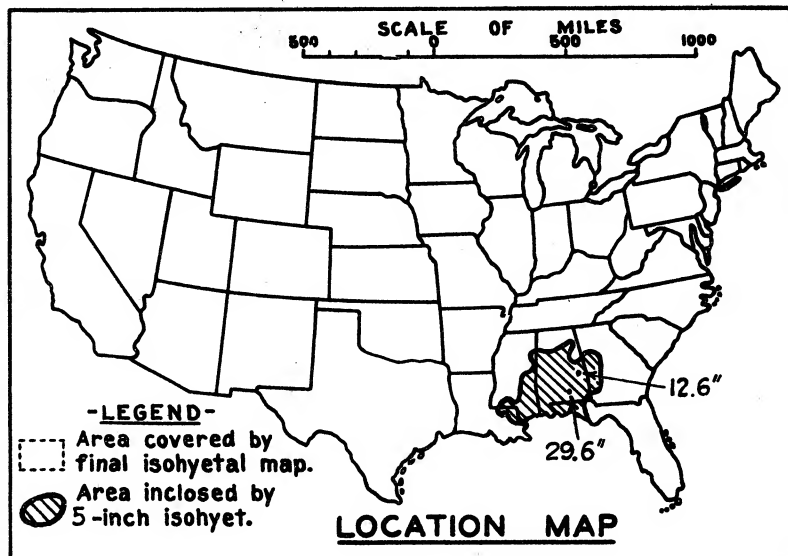 SCALE OF MILES
500 0 500 1000
12.6"
29.6"
-LEGEND-
Area covered by
final isohyetal map.
Area inclosed by
5-inch isohyet.
LOCATION MAP